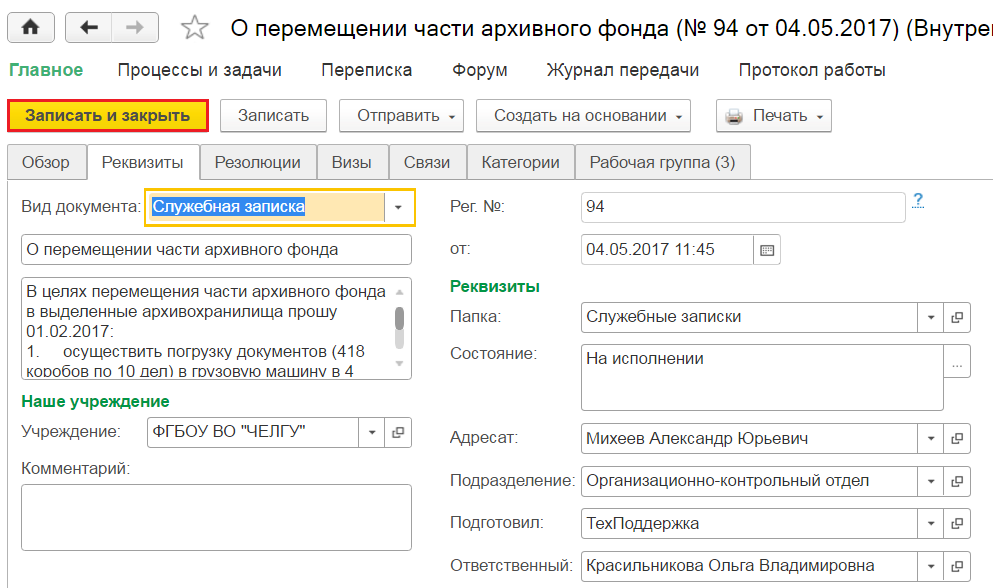 О перемещении части архивного фонда (№ 94 от 04.05.2017) (Внутре
Главное Процессы и задачи Переписка Форум Журнал передачи Протокол работы
Записать и закрыть Записать Отправить Создать на основании Печать
Обзор Реквизиты Резолюции Визы Связи Категории Рабочая группа (3)
Вид документа: Служебная записка
О перемещении части архивного фонда
В целях перемещения части архивного фонда
в выделенные архивохранилища прошу
01.02.2017:
1. осуществить погрузку документов (418
коробов по 10 дел) в грузовую машину в 4
Наше учреждение
Учреждение: ФГБОУ ВО "ЧЕЛГУ"
Комментарий:
Рег. №: 94 ?
от: 04.05.2017 11:45
Реквизиты
Папка: Служебные записки
Состояние: На исполнении ...
Адресат: Михеев Александр Юрьевич
Подразделение: Организационно-контрольный отдел
Подготовил: ТехПоддержка
Ответственный: Красильникова Ольга Владимировна